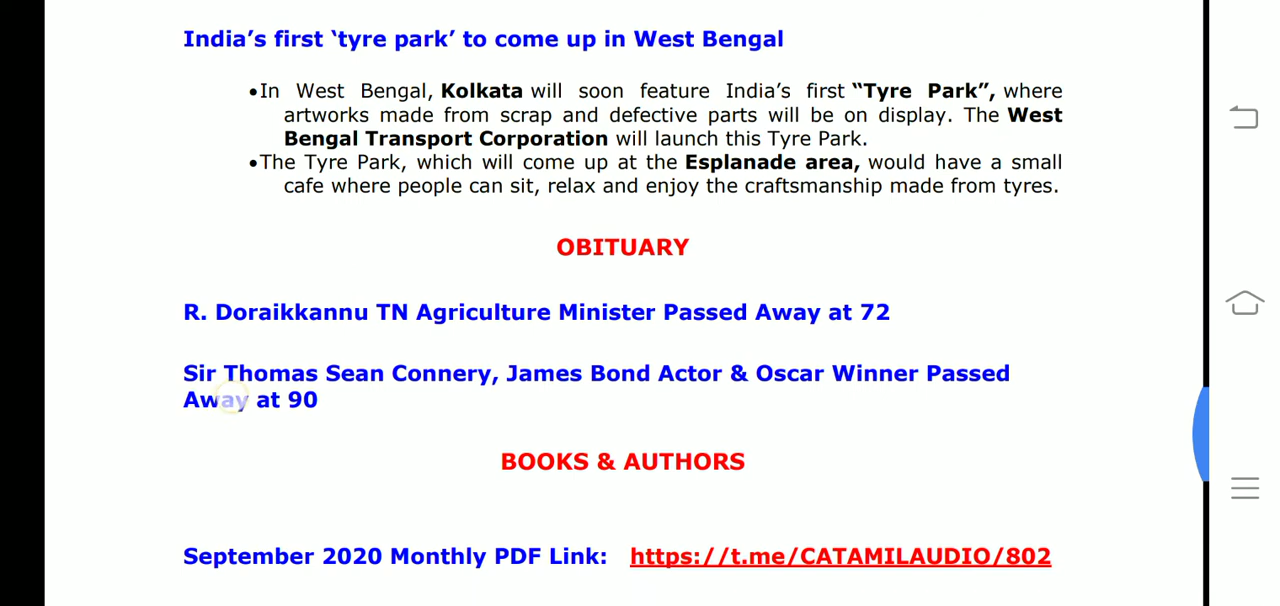 India’s first ‘tyre park’ to come up in West Bengal
•In West Bengal, Kolkata will soon feature India’s first “Tyre Park”, where
artworks made from scrap and defective parts will be on display. The West
Bengal Transport Corporation will launch this Tyre Park.
•The Tyre Park, which will come up at the Esplanade area, would have a small
cafe where people can sit, relax and enjoy the craftsmanship made from tyres.
OBITUARY
R. Doraikkannu TN Agriculture Minister Passed Away at 72
Sir Thomas Sean Connery, James Bond Actor & Oscar Winner Passed
Away at 90
BOOKS & AUTHORS
September 2020 Monthly PDF Link: https://t.me/CATAMILAUDIO/802